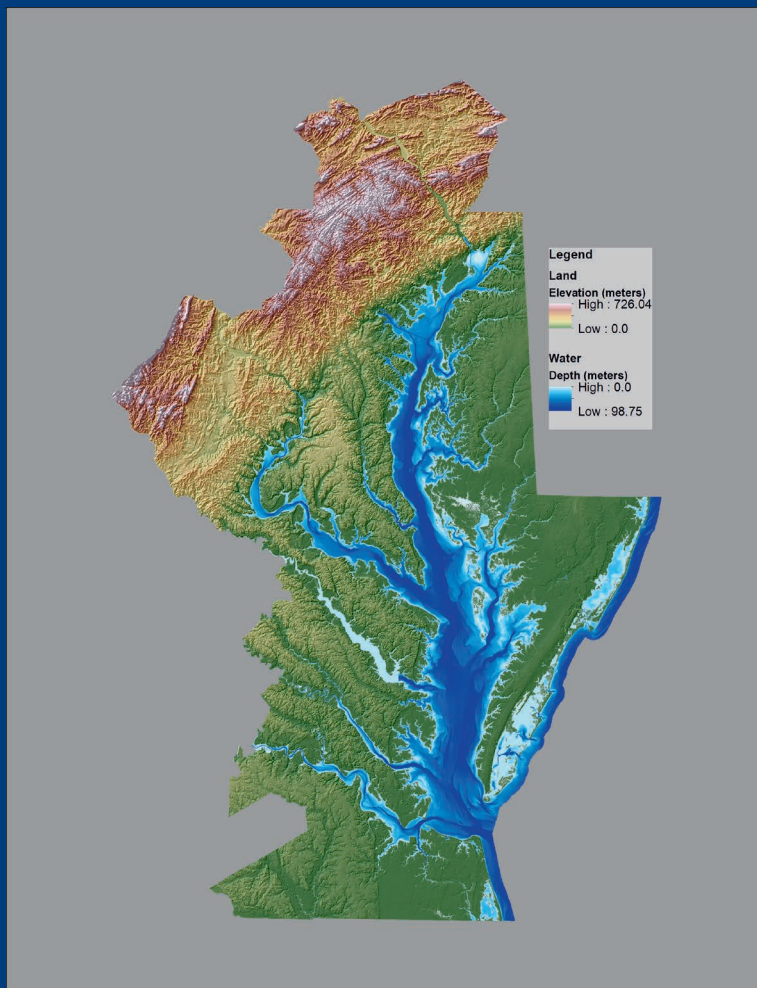 Legend
Land
Elevation (meters)
High : 726.04
Low : 0.0
Water
Depth (meters)
High : 0.0
Low : 98.75